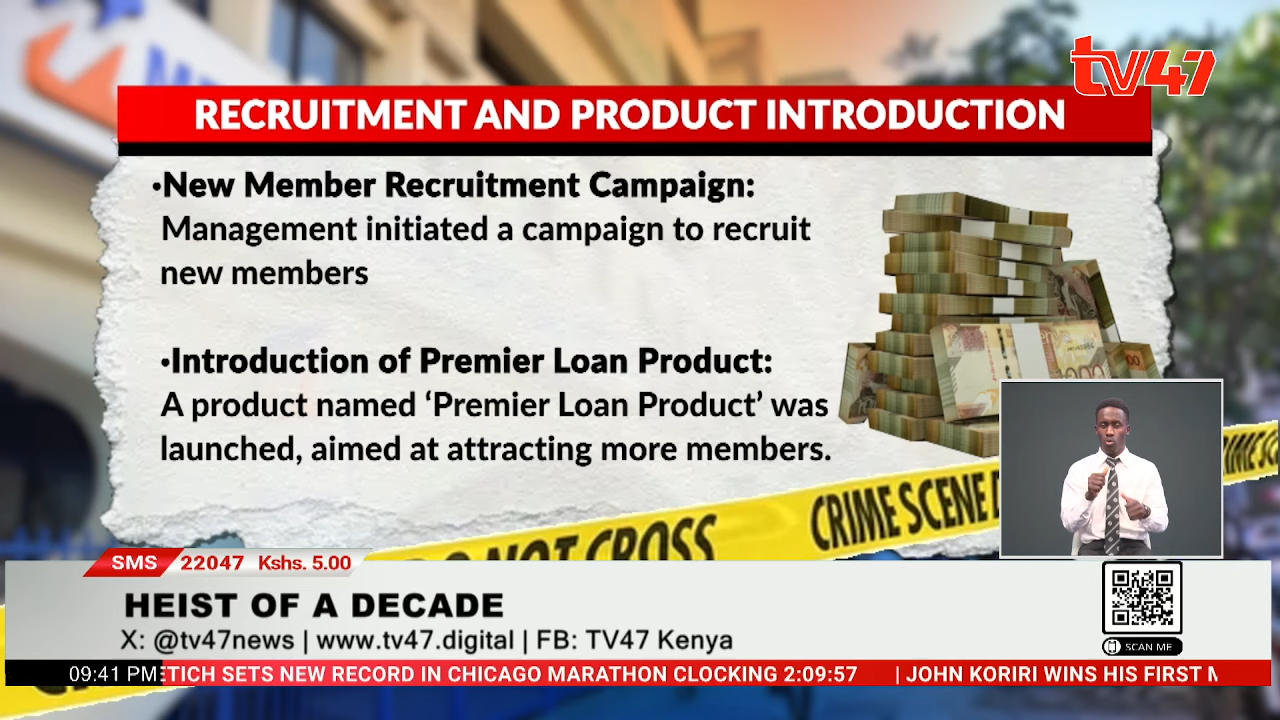 tv47
RECRUITMENT AND PRODUCT INTRODUCTION
•New Member Recruitment Campaign:
Management initiated a campaign to recruit
new members
•Introduction of Premier Loan Product:
A product named ‘Premier Loan Product’ was
launched, aimed at attracting more members.
DO NOT CROSS
CRIME SCENE
SMS 22047 Kshs. 5.00
HEIST OF A DECADE
X: @tv47news | www.tv47.digital | FB: TV47 Kenya
SCAN ME
09:41 PM ETICH SETS NEW RECORD IN CHICAGO MARATHON CLOCKING 2:09:57 | JOHN KORIRI WINS HIS FIRST